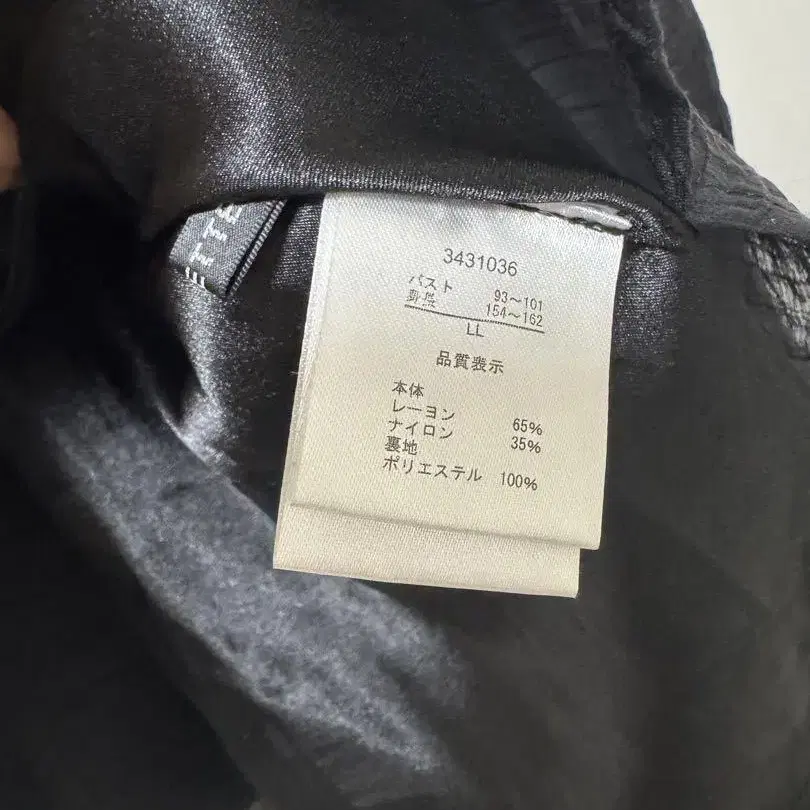 ETTE
3431036
バスト 93～101
身長 154～162
LL
品質表示
本体
レーヨン 65%
ナイロン 35%
裏地
ポリエステル 100%